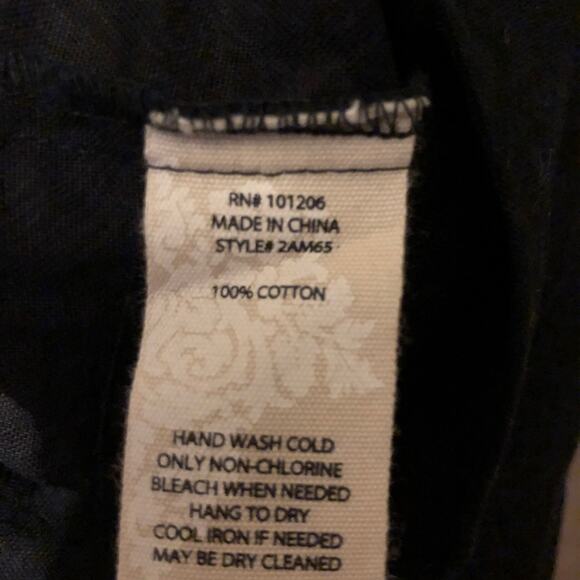 RN# 101206
MADE IN CHINA
STYLE# 2AM65
100% COTTON
HAND WASH COLD
ONLY NON-CHLORINE
BLEACH WHEN NEEDED
HANG TO DRY
COOL IRON IF NEEDED
MAY BE DRY CLEANED